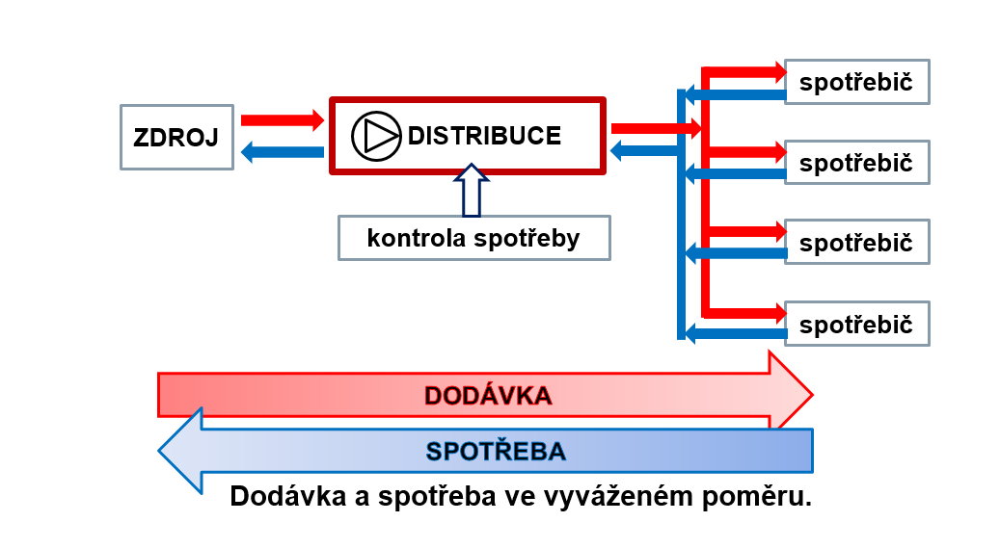 ZDROJ
DISTRIBUCE
kontrola spotřeby
spotřebič
spotřebič
spotřebič
spotřebič
DODÁVKA
SPOTŘEBA
Dodávka a spotřeba ve vyváženém poměru.